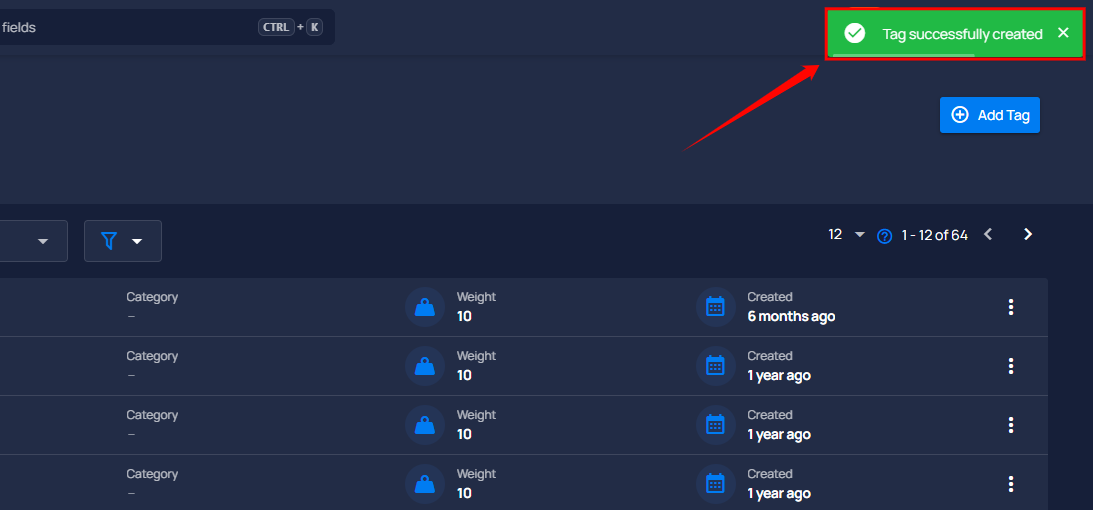 fields
CTRL + K
Tag successfully created
Add Tag
12
1 - 12 of 64
Category
–
Weight
10
Created
6 months ago
Category
–
Weight
10
Created
1 year ago
Category
–
Weight
10
Created
1 year ago
Category
–
Weight
10
Created
1 year ago